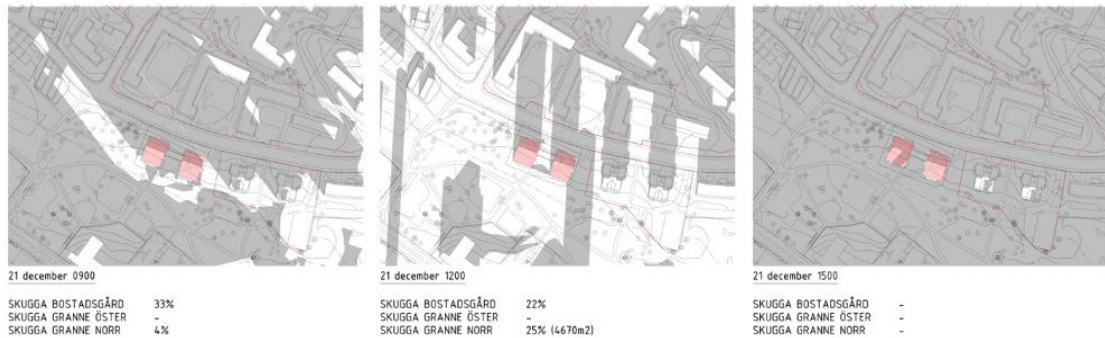 21 december 0900
SKUGGA BOSTADSGÅRD 33%
SKUGGA GRANNE ÖSTER -
SKUGGA GRANNE NORR 4%
21 december 1200
SKUGGA BOSTADSGÅRD 22%
SKUGGA GRANNE ÖSTER -
SKUGGA GRANNE NORR 25% (4670m2)
21 december 1500
SKUGGA BOSTADSGÅRD -
SKUGGA GRANNE ÖSTER -
SKUGGA GRANNE NORR -